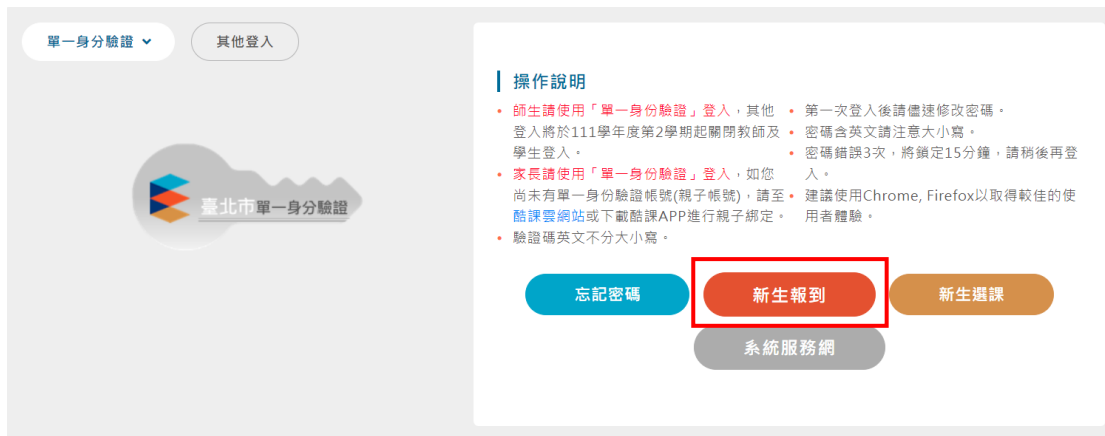 單一身分驗證
其他登入
臺北市單一身分驗證
操作說明
師生請使用「單一身份驗證」登入，其他
登入將於111學年度第2學期起關閉教師及
學生登入。
家長請使用「單一身份驗證」登入，如您
尚未有單一身份驗證帳號(親子帳號)，請至
酷課雲網站或下載酷課APP進行親子綁定。
驗證碼英文不分大小寫。
第一次登入後請儘速修改密碼。
密碼含英文請注意大小寫。
密碼錯誤3次，將鎖定15分鐘，請稍後再登
入。
建議使用Chrome, Firefox以取得較佳的使
用者體驗。
忘記密碼
新生報到
新生選課
系統服務網